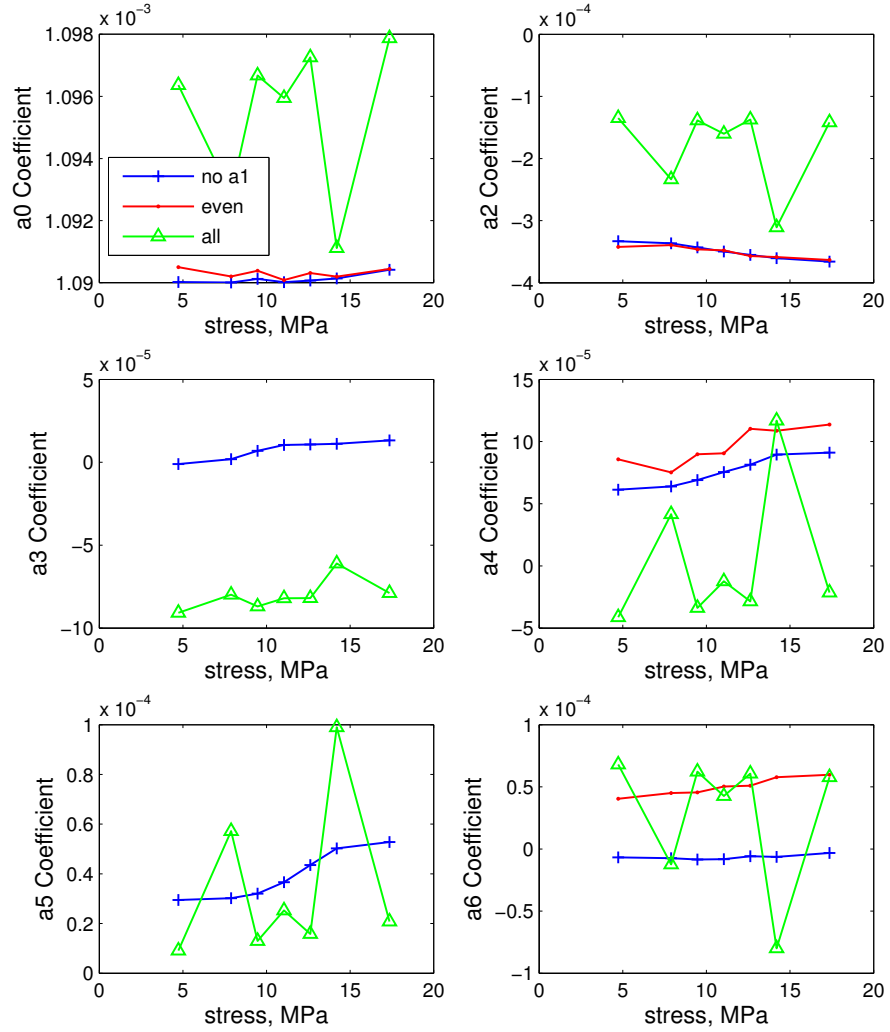 x 10−3
1.098
1.096
1.094
1.092
1.09
a0 Coefficient
no a1
even
all
0 5 10 15 20
stress, MPa
x 10−4
0
−1
−2
−3
−4
a2 Coefficient
0 5 10 15 20
stress, MPa
x 10−5
5
0
−5
−10
a3 Coefficient
0 5 10 15 20
stress, MPa
x 10−5
15
10
5
0
−5
a4 Coefficient
0 5 10 15 20
stress, MPa
x 10−4
1
0.8
0.6
0.4
0.2
0
a5 Coefficient
0 5 10 15 20
stress, MPa
x 10−4
1
0.5
0
−0.5
−1
a6 Coefficient
0 5 10 15 20
stress, MPa